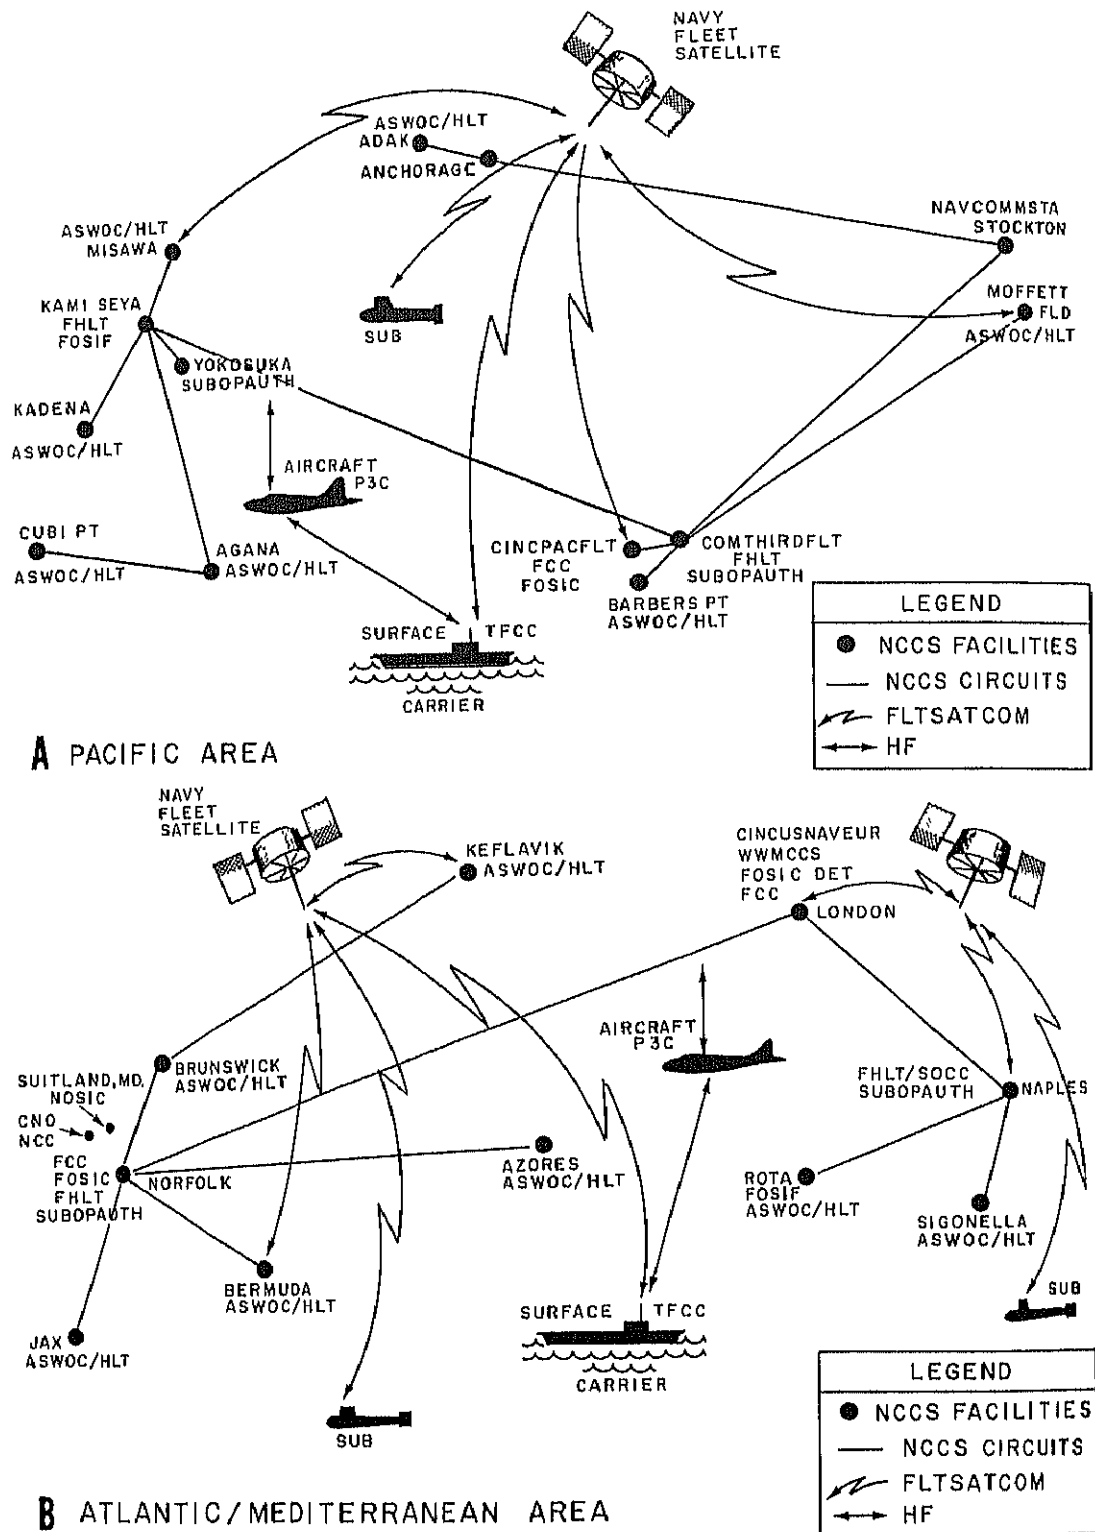 NAVY
FLEET
SATELLITE
ASWOC/HLT
ADAK
ANCHORAGE
NAVCOMMSTA
STOCKTON
ASWOC/HLT
MISAWA
MOFFETT
FLD
ASWOC/HLT
KAMI SEYA
FHLT
FOSIF
SUB
YOKOSUKA
SUBOPAUTH
KADENA
ASWOC/HLT
AIRCRAFT
P3C
CUBI PT
ASWOC/HLT
AGANA
ASWOC/HLT
CINCPACFLT
FCC
FOSIC
COMTHIRDFLT
FHLT
SUBOPAUTH
BARBERS PT
ASWOC/HLT
SURFACE TFCC
CARRIER
LEGEND
NCCS FACILITIES
NCCS CIRCUITS
FLTSATCOM
HF
A PACIFIC AREA
NAVY
FLEET
SATELLITE
KEFLAVIK
ASWOC/HLT
CINCUSNAVEUR
WWMCCS
FOSIC DET
FCC
LONDON
AIRCRAFT
P3C
BRUNSWICK
ASWOC/HLT
SUITLAND, MD.
NOSIC
CNO
NCC
FCC
FOSIC
FHLT
SUBOPAUTH
NORFOLK
AZORES
ASWOC/HLT
FHLT/SOCC
SUBOPAUTH
NAPLES
ROTA
FOSIF
ASWOC/HLT
SIGONELLA
ASWOC/HLT
BERMUDA
ASWOC/HLT
SUB
JAX
ASWOC/HLT
SURFACE TFCC
CARRIER
SUB
LEGEND
NCCS FACILITIES
NCCS CIRCUITS
FLTSATCOM
HF
B ATLANTIC/MEDITERRANEAN AREA